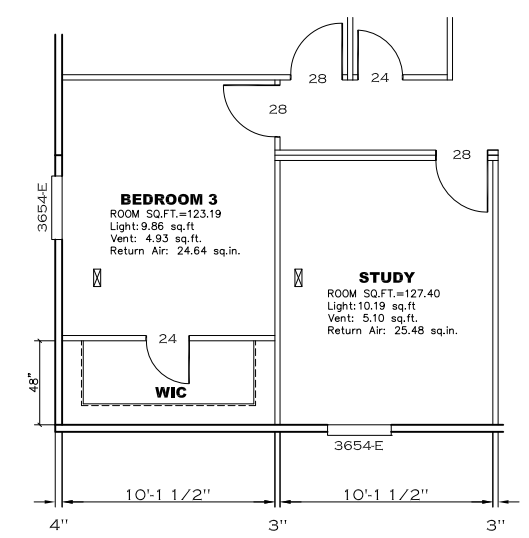 28
24
28
28
3654-E
BEDROOM 3
ROOM SQ.FT.=123.19
Light: 9.86 sq.ft
Vent: 4.93 sq.ft.
Return Air: 24.64 sq.in.
STUDY
ROOM SQ.FT.=127.40
Light: 10.19 sq.ft
Vent: 5.10 sq.ft.
Return Air: 25.48 sq.in.
24
48"
WIC
3654-E
10'-1 1/2"
10'-1 1/2"
4"
3"
3"